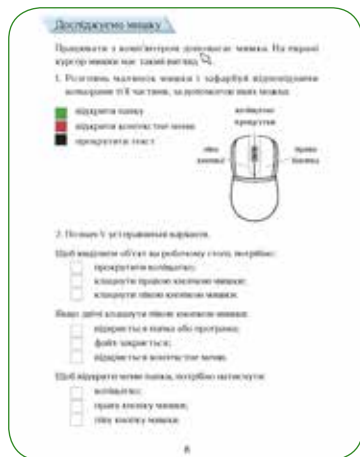 Досліджуємо мишку
Працювати з комп'ютером допомагає мишка. На екрані
курсор мишки має такий вигляд
1. Розглянь малюнок мишки і зафарбуй відповідними
кольорами ті її частини, за допомогою яких можна:
відкрити папку
відкрити контекстне меню
прокрутити текст
коліщатко
прокрутки
ліва
кнопка
права
кнопка
2. Познач V правильні варіанти.
Щоб виділити об'єкт на робочому столі, потрібно:
прокрутити коліщатко;
клацнути правою кнопкою мишки;
клацнути лівою кнопкою мишки.
Якщо двічі клацнути лівою кнопкою мишки:
відкриється папка або програма;
файл закриється;
відкриється контекстне меню.
Щоб відкрити меню папки, потрібно натиснути:
коліщатко;
праву кнопку мишки;
ліву кнопку мишки.